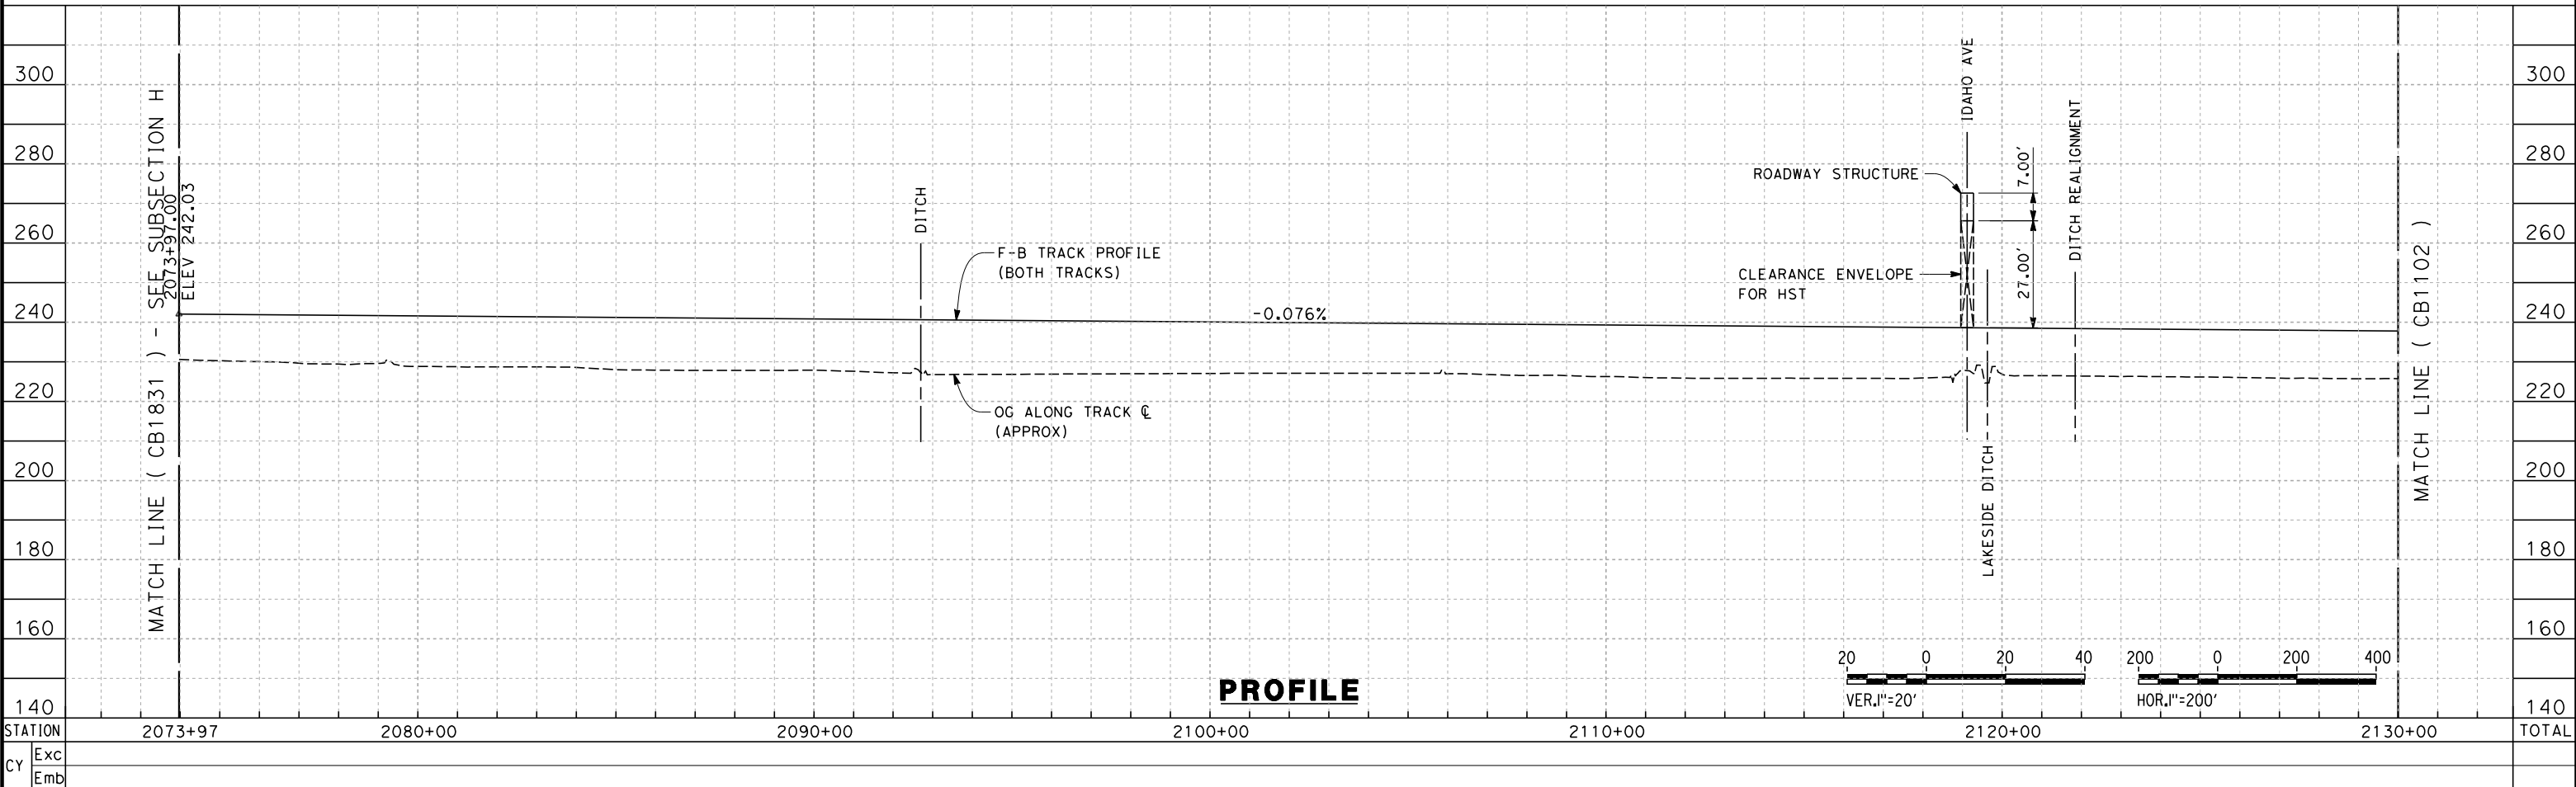 300
280
260
240
220
200
180
160
140
MATCH LINE ( CB1831 ) - SEE SUBSECTION H
2073+97.00
ELEV 242.03
DITCH
F-B TRACK PROFILE
(BOTH TRACKS)
OG ALONG TRACK ℄
(APPROX)
-0.076%
ROADWAY STRUCTURE
CLEARANCE ENVELOPE
FOR HST
IDAHO AVE
LAKESIDE DITCH
7.00'
27.00'
DITCH REALIGNMENT
MATCH LINE ( CB1102 )
300
280
260
240
220
200
180
160
140
PROFILE
20 0 20 40
VER.1"=20'
200 0 200 400
HOR.1"=200'
STATION 2073+97 2080+00 2090+00 2100+00 2110+00 2120+00 2130+00 TOTAL
CY
Exc
Emb